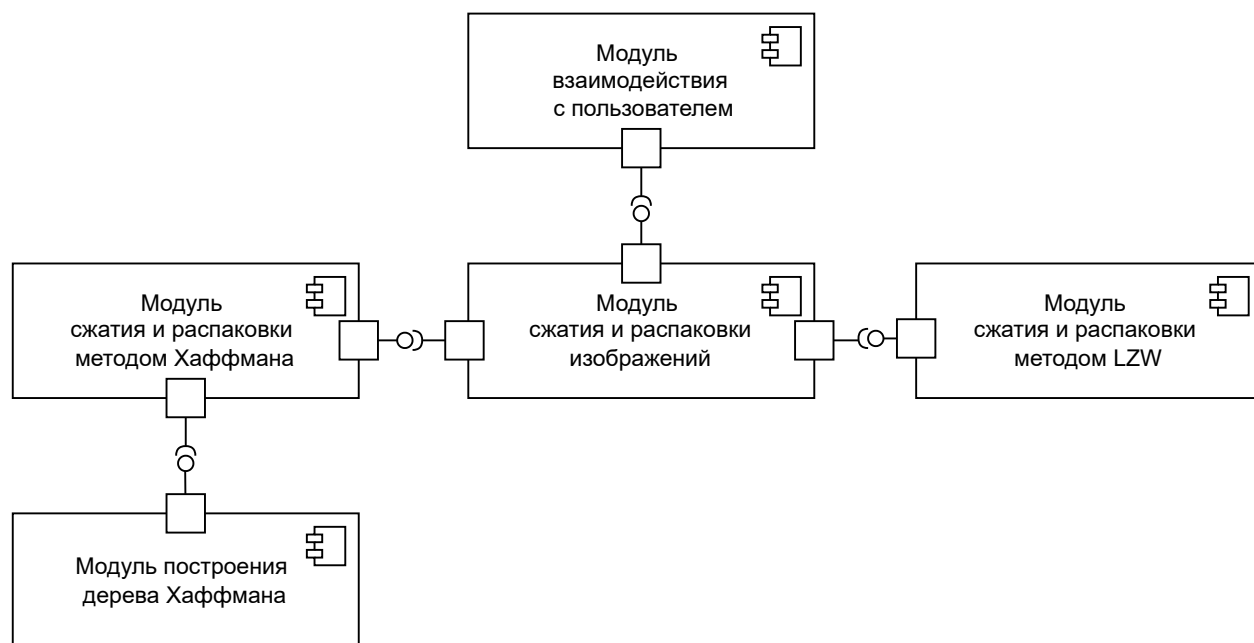 Модуль
взаимодействия
с пользователем
Модуль
сжатия и распаковки
методом Хаффмана
Модуль
сжатия и распаковки
изображений
Модуль
сжатия и распаковки
методом LZW
Модуль построения
дерева Хаффмана